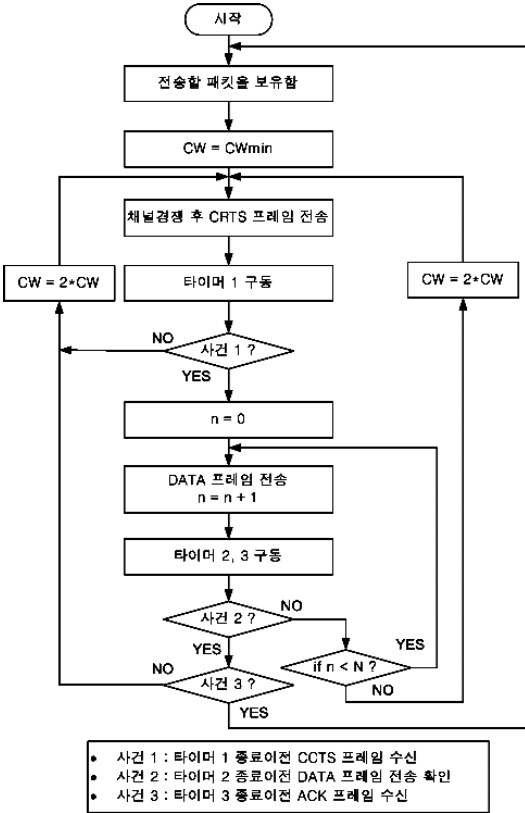 시작
전송할 패킷을 보유함
CW = CWmin
채널경쟁 후 CRTS 프레임 전송
CW = 2*CW
타이머 1 구동
CW = 2*CW
NO
사건 1 ?
YES
n = 0
DATA 프레임 전송
n = n + 1
타이머 2, 3 구동
사건 2 ?
NO
YES
if n < N ?
YES
NO
NO
사건 3 ?
YES
• 사건 1 : 타이머 1 종료이전 CCTS 프레임 수신
• 사건 2 : 타이머 2 종료이전 DATA 프레임 전송 확인
• 사건 3 : 타이머 3 종료이전 ACK 프레임 수신